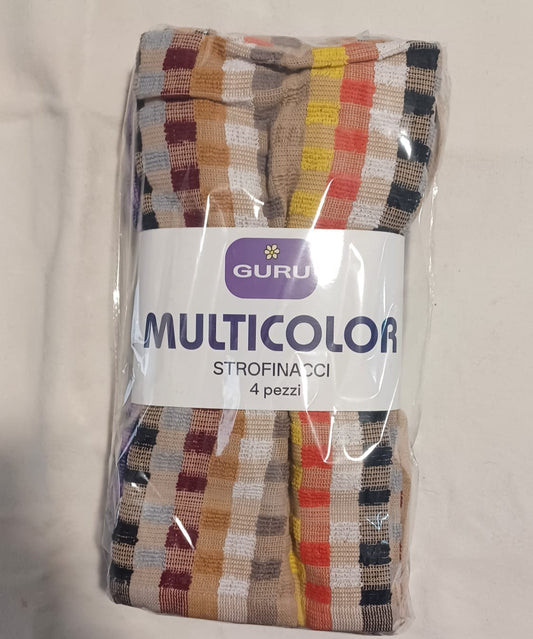 GURU
MULTICOLOR
STROFINACCI
4 pezzi